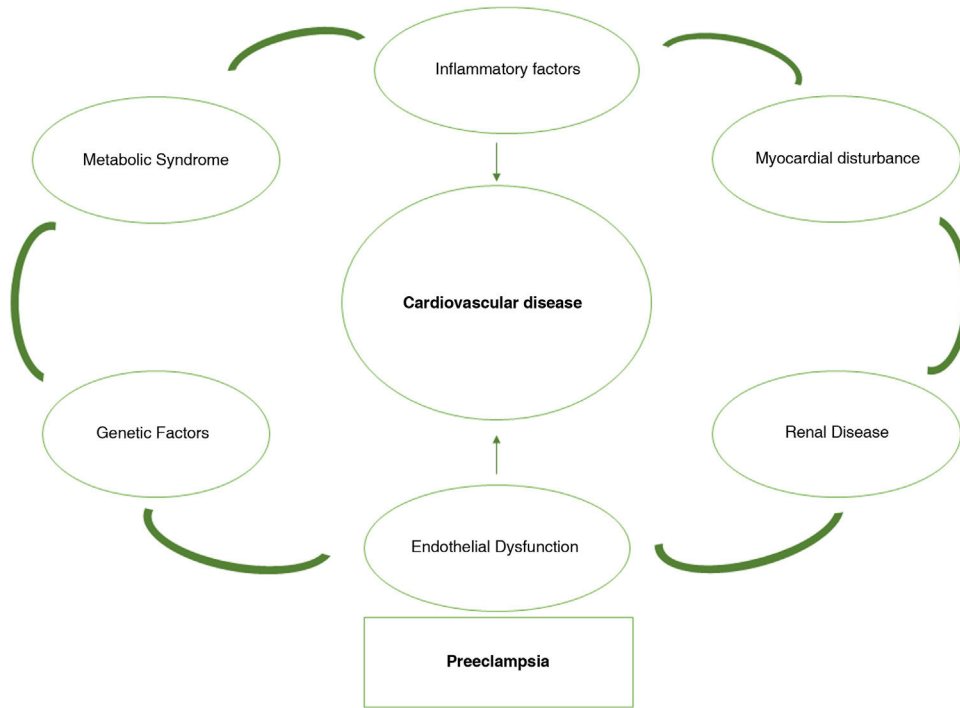 Inflammatory factors
Metabolic Syndrome
Myocardial disturbance
Cardiovascular disease
Genetic Factors
Renal Disease
Endothelial Dysfunction
Preeclampsia